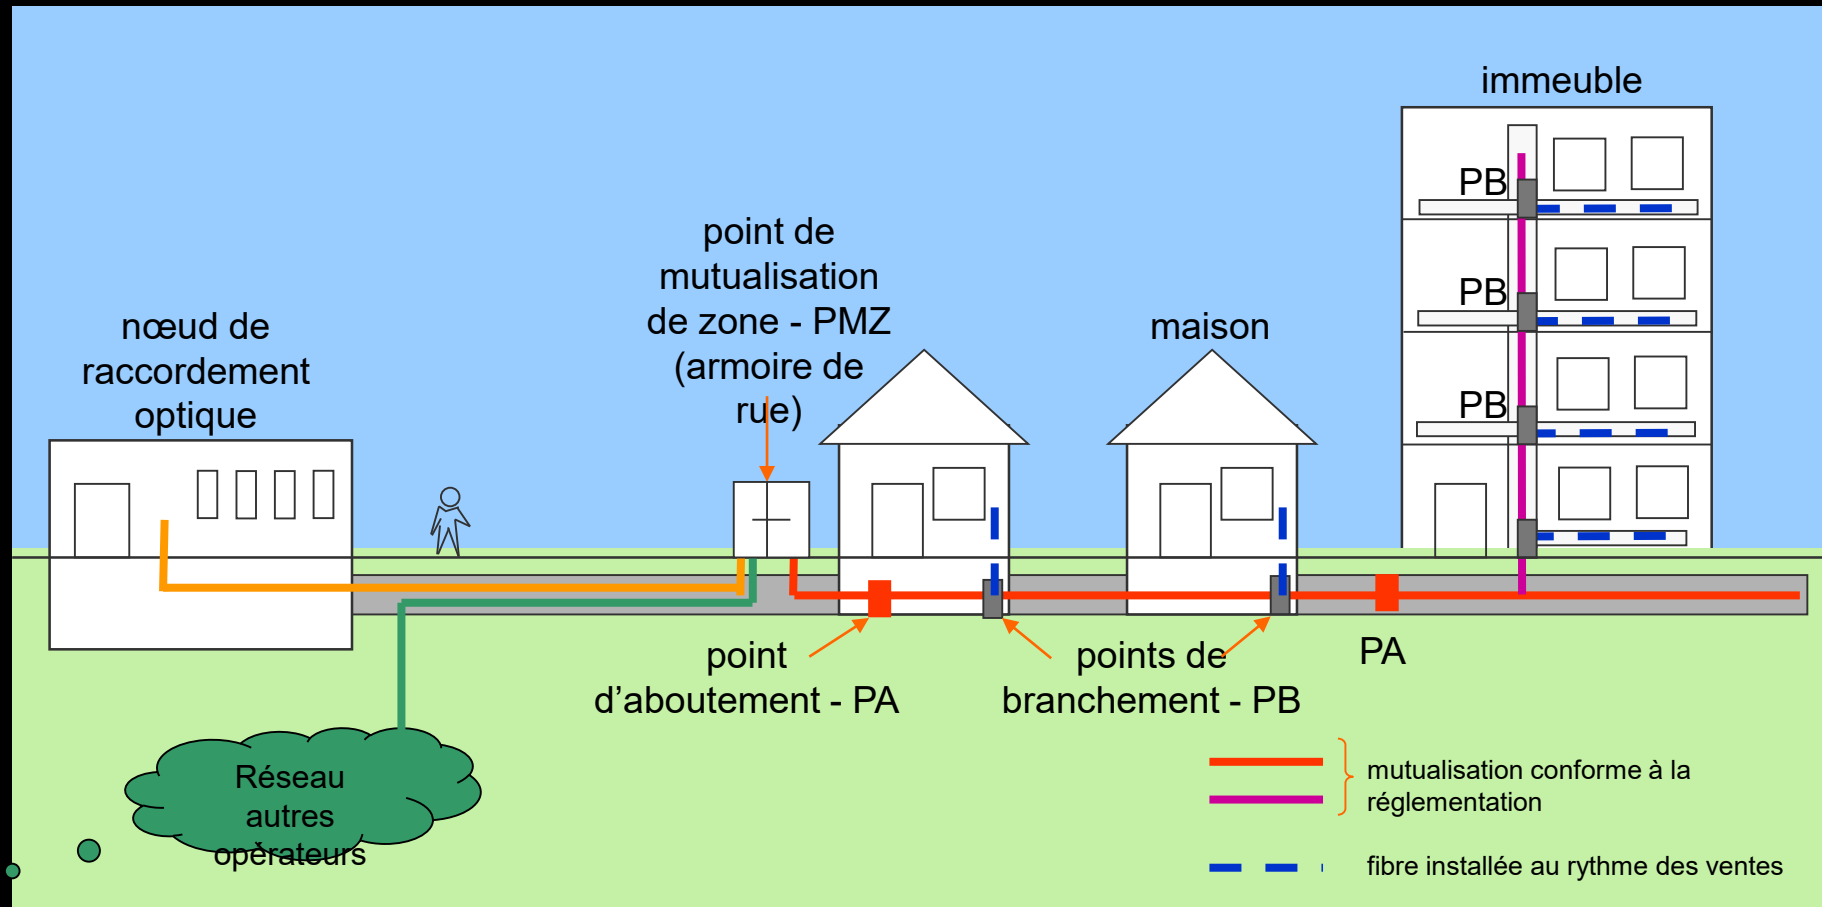 immeuble
PB
PB
PB
point de
mutualisation
de zone - PMZ
(armoire de
rue)
nœud de
raccordement
optique
maison
point
d’aboutement - PA
points de
branchement - PB
PA
Réseau
autres
opérateurs
mutualisation conforme à la
réglementation
fibre installée au rythme des ventes